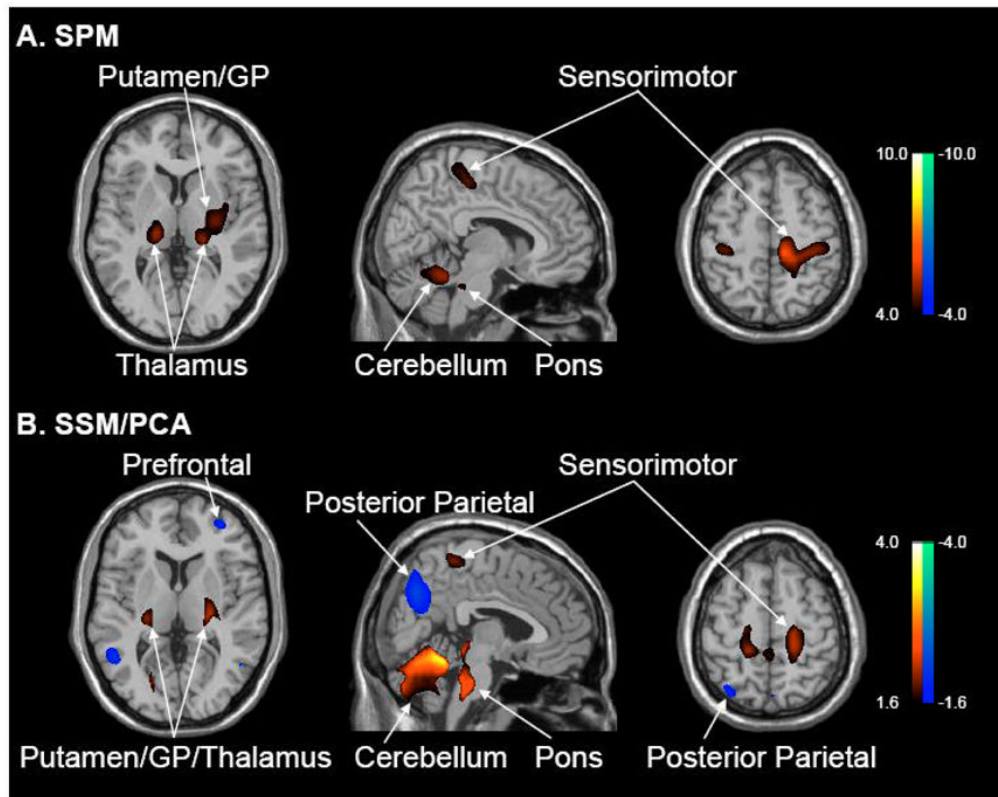 A. SPM
Putamen/GP
Sensorimotor
10.0 -10.0
4.0 -4.0
Thalamus
Cerebellum
Pons
B. SSM/PCA
Prefrontal
Sensorimotor
Posterior Parietal
4.0 -4.0
1.6 -1.6
Putamen/GP/Thalamus
Cerebellum
Pons
Posterior Parietal